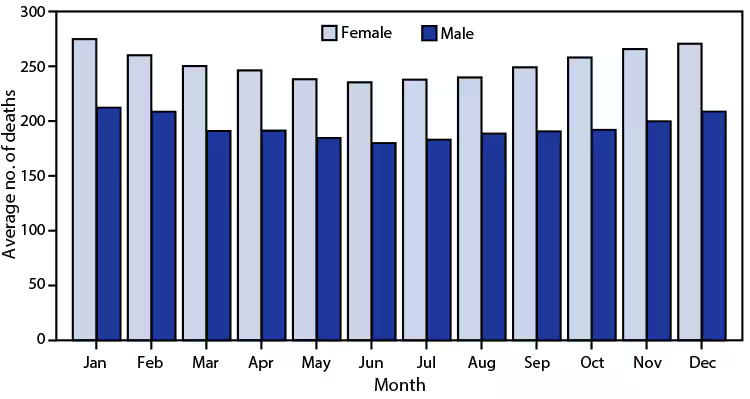 300
Female
Male
250
200
150
100
50
0
Average no. of deaths
Jan Feb Mar Apr May Jun Jul Aug Sep Oct Nov Dec
Month